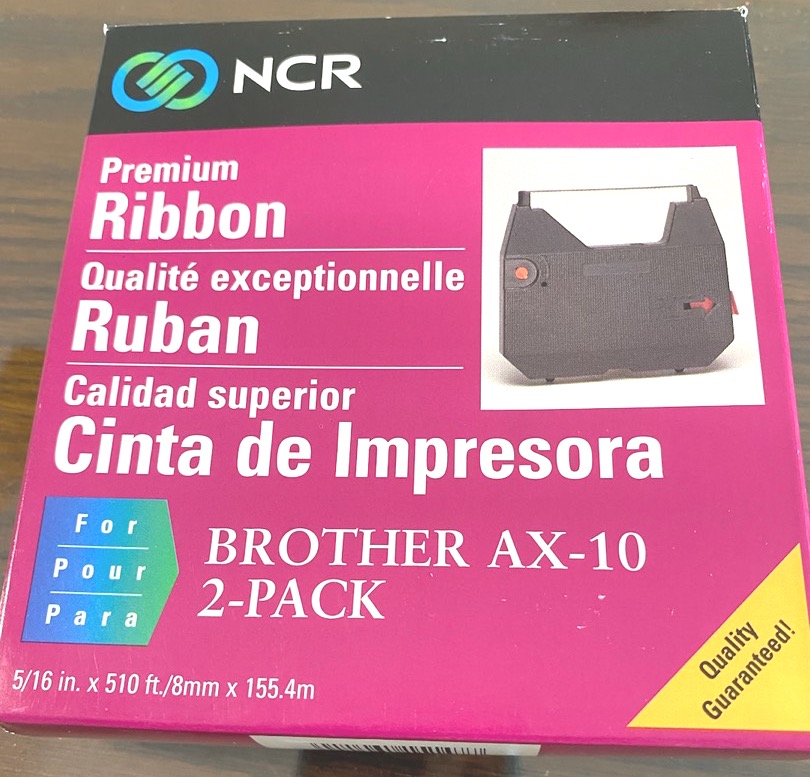 NCR
Premium
Ribbon
Qualité exceptionnelle
Ruban
Calidad superior
Cinta de Impresora
For
Pour
Para
BROTHER AX-10
2-PACK
5/16 in. x 510 ft./8mm x 155.4m
Quality
Guaranteed!